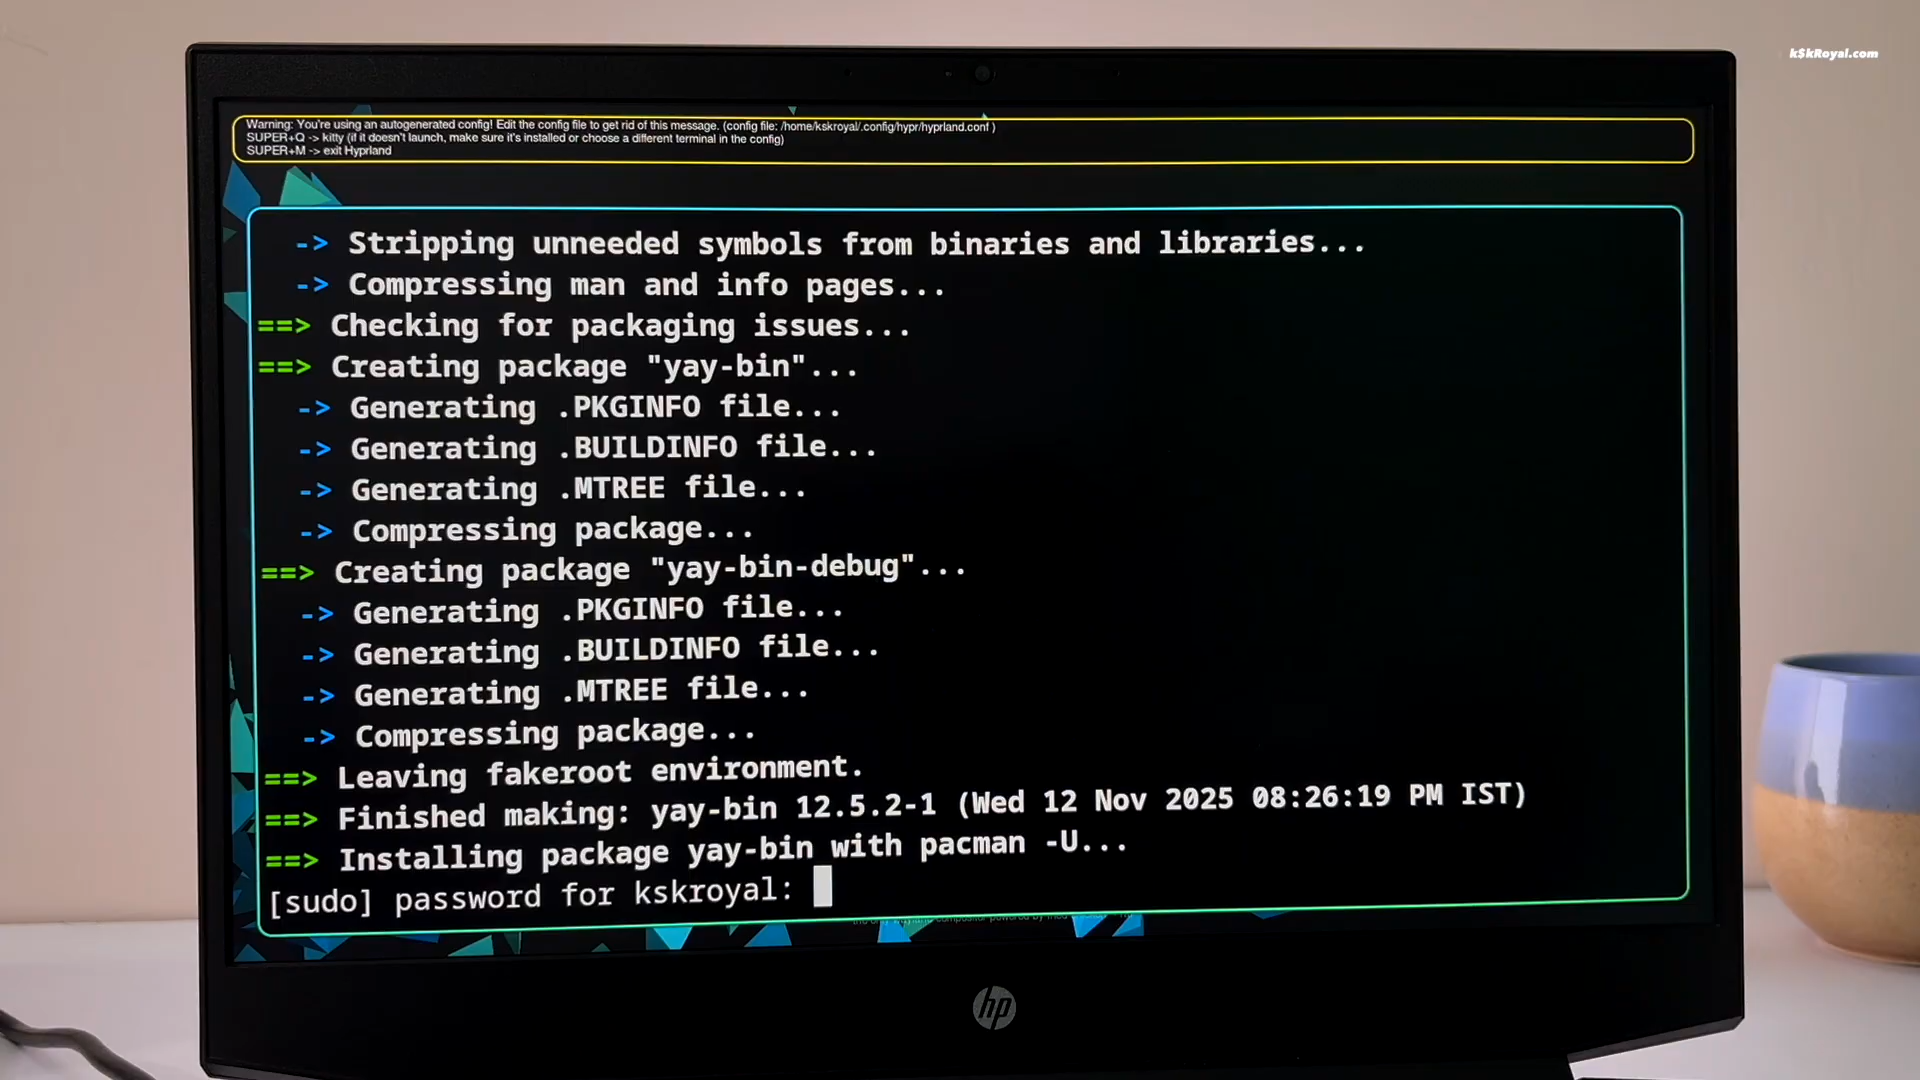 k$kRoyal.com
Warning: You're using an autogenerated config! Edit the config file to get rid of this message. (config file: /home/kskroyal/.config/hypr/hyprland.conf )
SUPER+Q -> kitty (if it doesn't launch, make sure it's installed or choose a different terminal in the config)
SUPER+M -> exit Hyprland
-> Stripping unneeded symbols from binaries and libraries...
-> Compressing man and info pages...
==> Checking for packaging issues...
==> Creating package "yay-bin"...
-> Generating .PKGINFO file...
-> Generating .BUILDINFO file...
-> Generating .MTREE file...
-> Compressing package...
==> Creating package "yay-bin-debug"...
-> Generating .PKGINFO file...
-> Generating .BUILDINFO file...
-> Generating .MTREE file...
-> Compressing package...
==> Leaving fakeroot environment.
==> Finished making: yay-bin 12.5.2-1 (Wed 12 Nov 2025 08:26:19 PM IST)
==> Installing package yay-bin with pacman -U...
[sudo] password for kskroyal:
hp